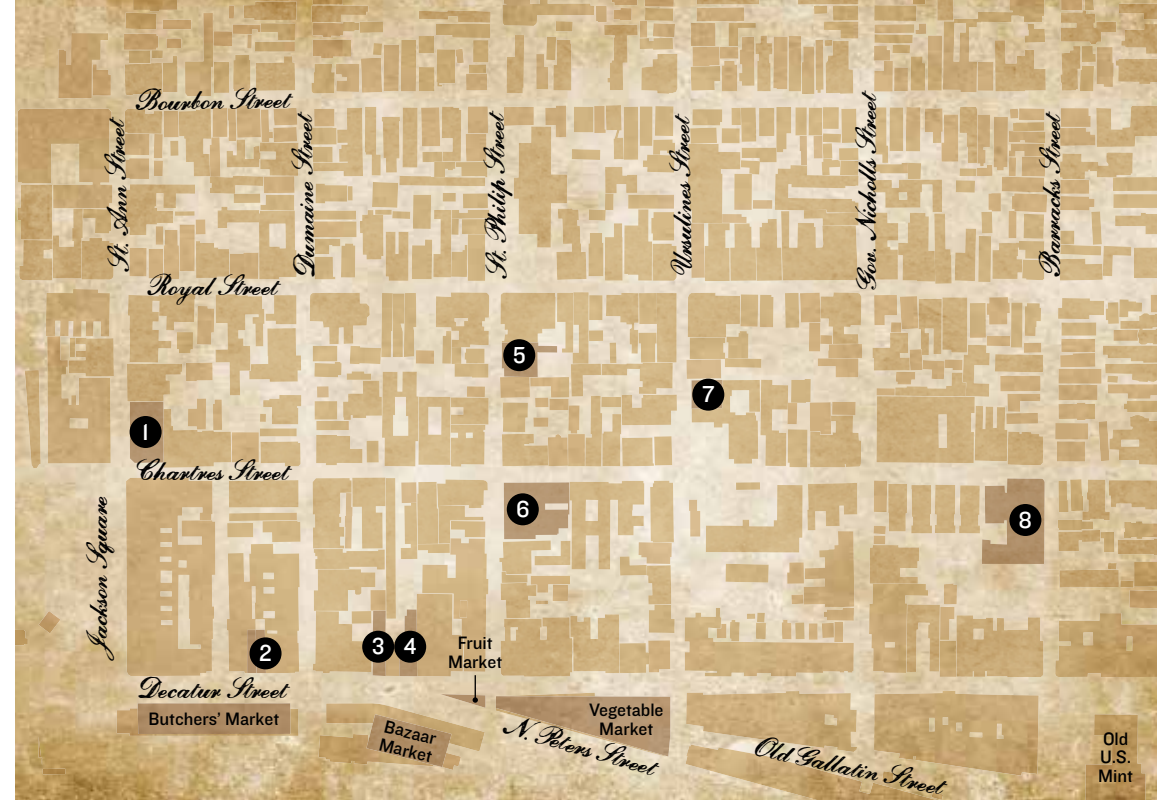 Bourbon Street
St. Ann Street
Dumaine Street
St. Philip Street
Ursulines Street
Gov. Nicholls Street
Barracks Street
Royal Street
5
7
1
Chartres Street
6
8
Jackson Square
2
3
4
Fruit
Market
Decatur Street
Butchers' Market
Bazaar
Market
Vegetable
Market
N. Peters Street
Old Gallatin Street
Old
U.S.
Mint